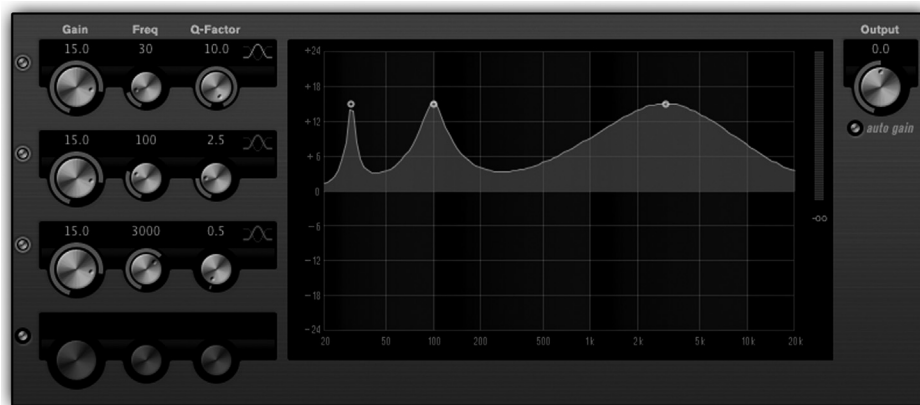 Gain Freq Q-Factor
15.0 30 10.0
15.0 100 2.5
15.0 3000 0.5
+24
+18
+12
+6
0
-6
-12
-18
-24
20 50 100 200 500 1k 2k 5k 10k 20k
-oo
Output
0.0
auto gain